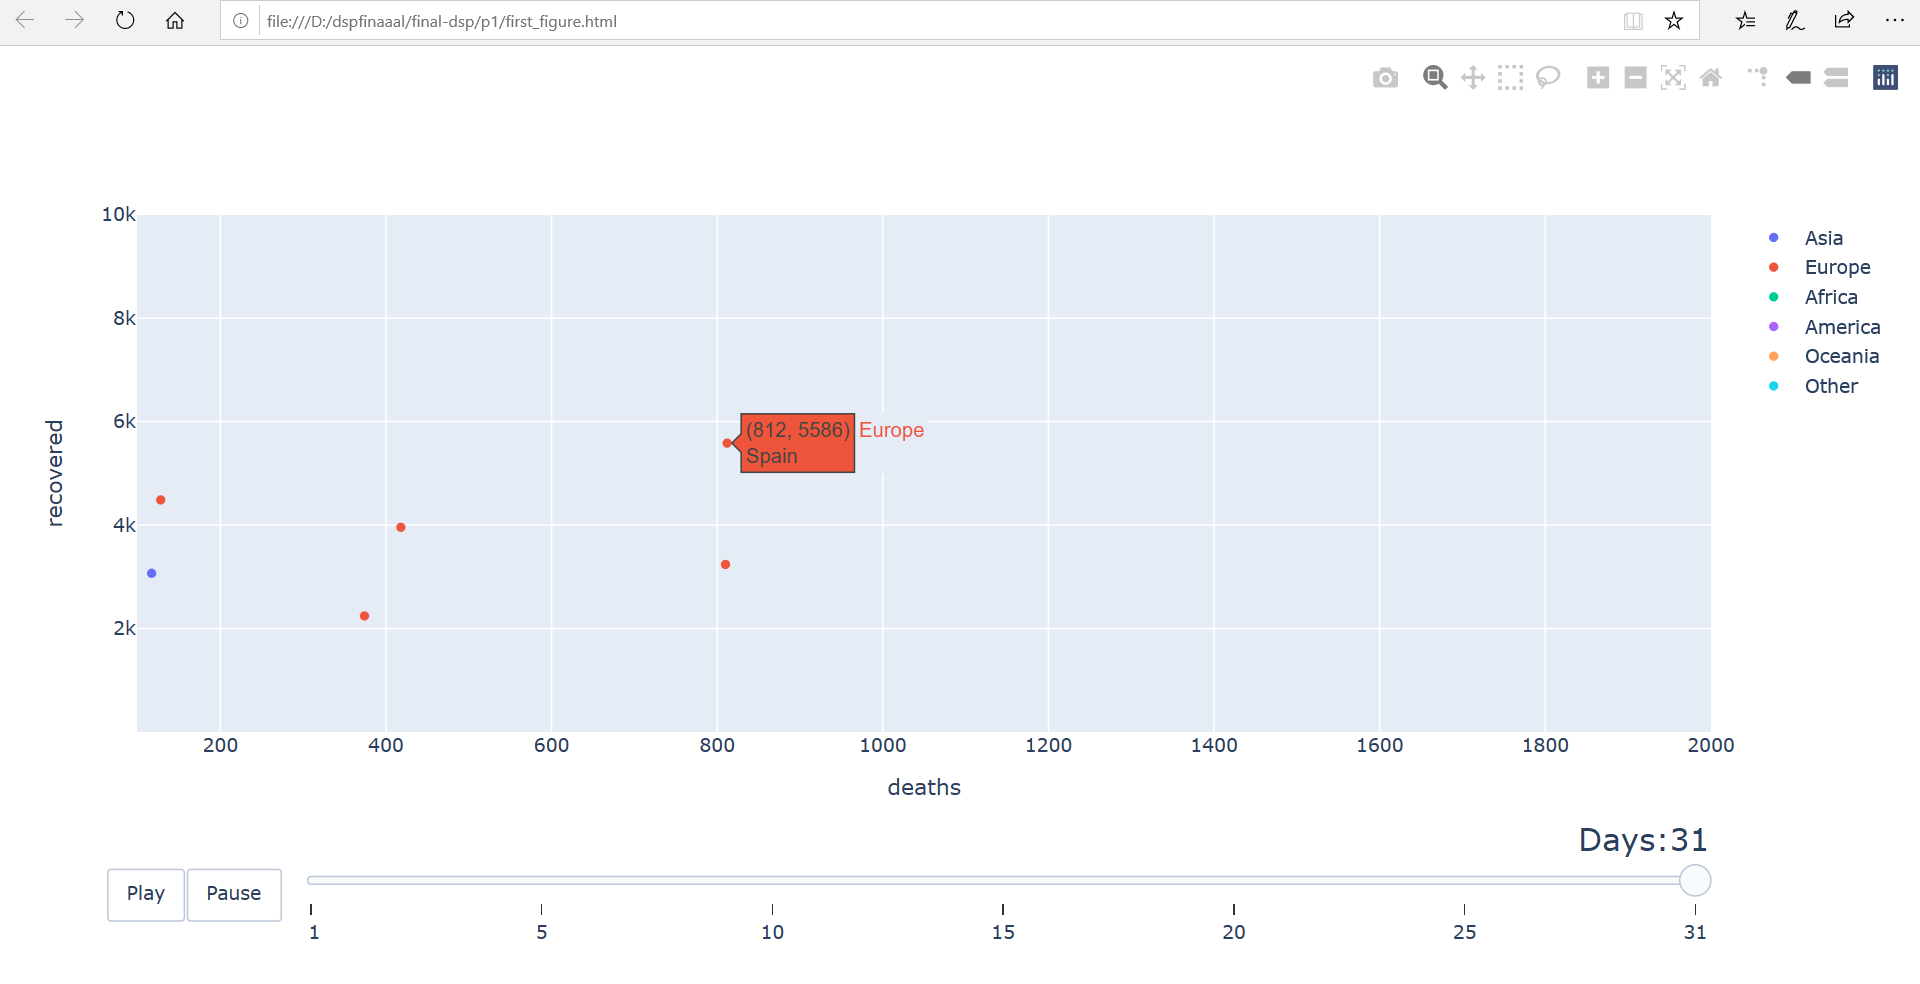 file:///D:/dspfinaaal/final-dsp/p1/first_figure.html
10k
8k
6k
4k
2k
recovered
(812, 5586) Europe
Spain
Asia
Europe
Africa
America
Oceania
Other
200 400 600 800 1000 1200 1400 1600 1800 2000
deaths
Days:31
Play Pause
1 5 10 15 20 25 31